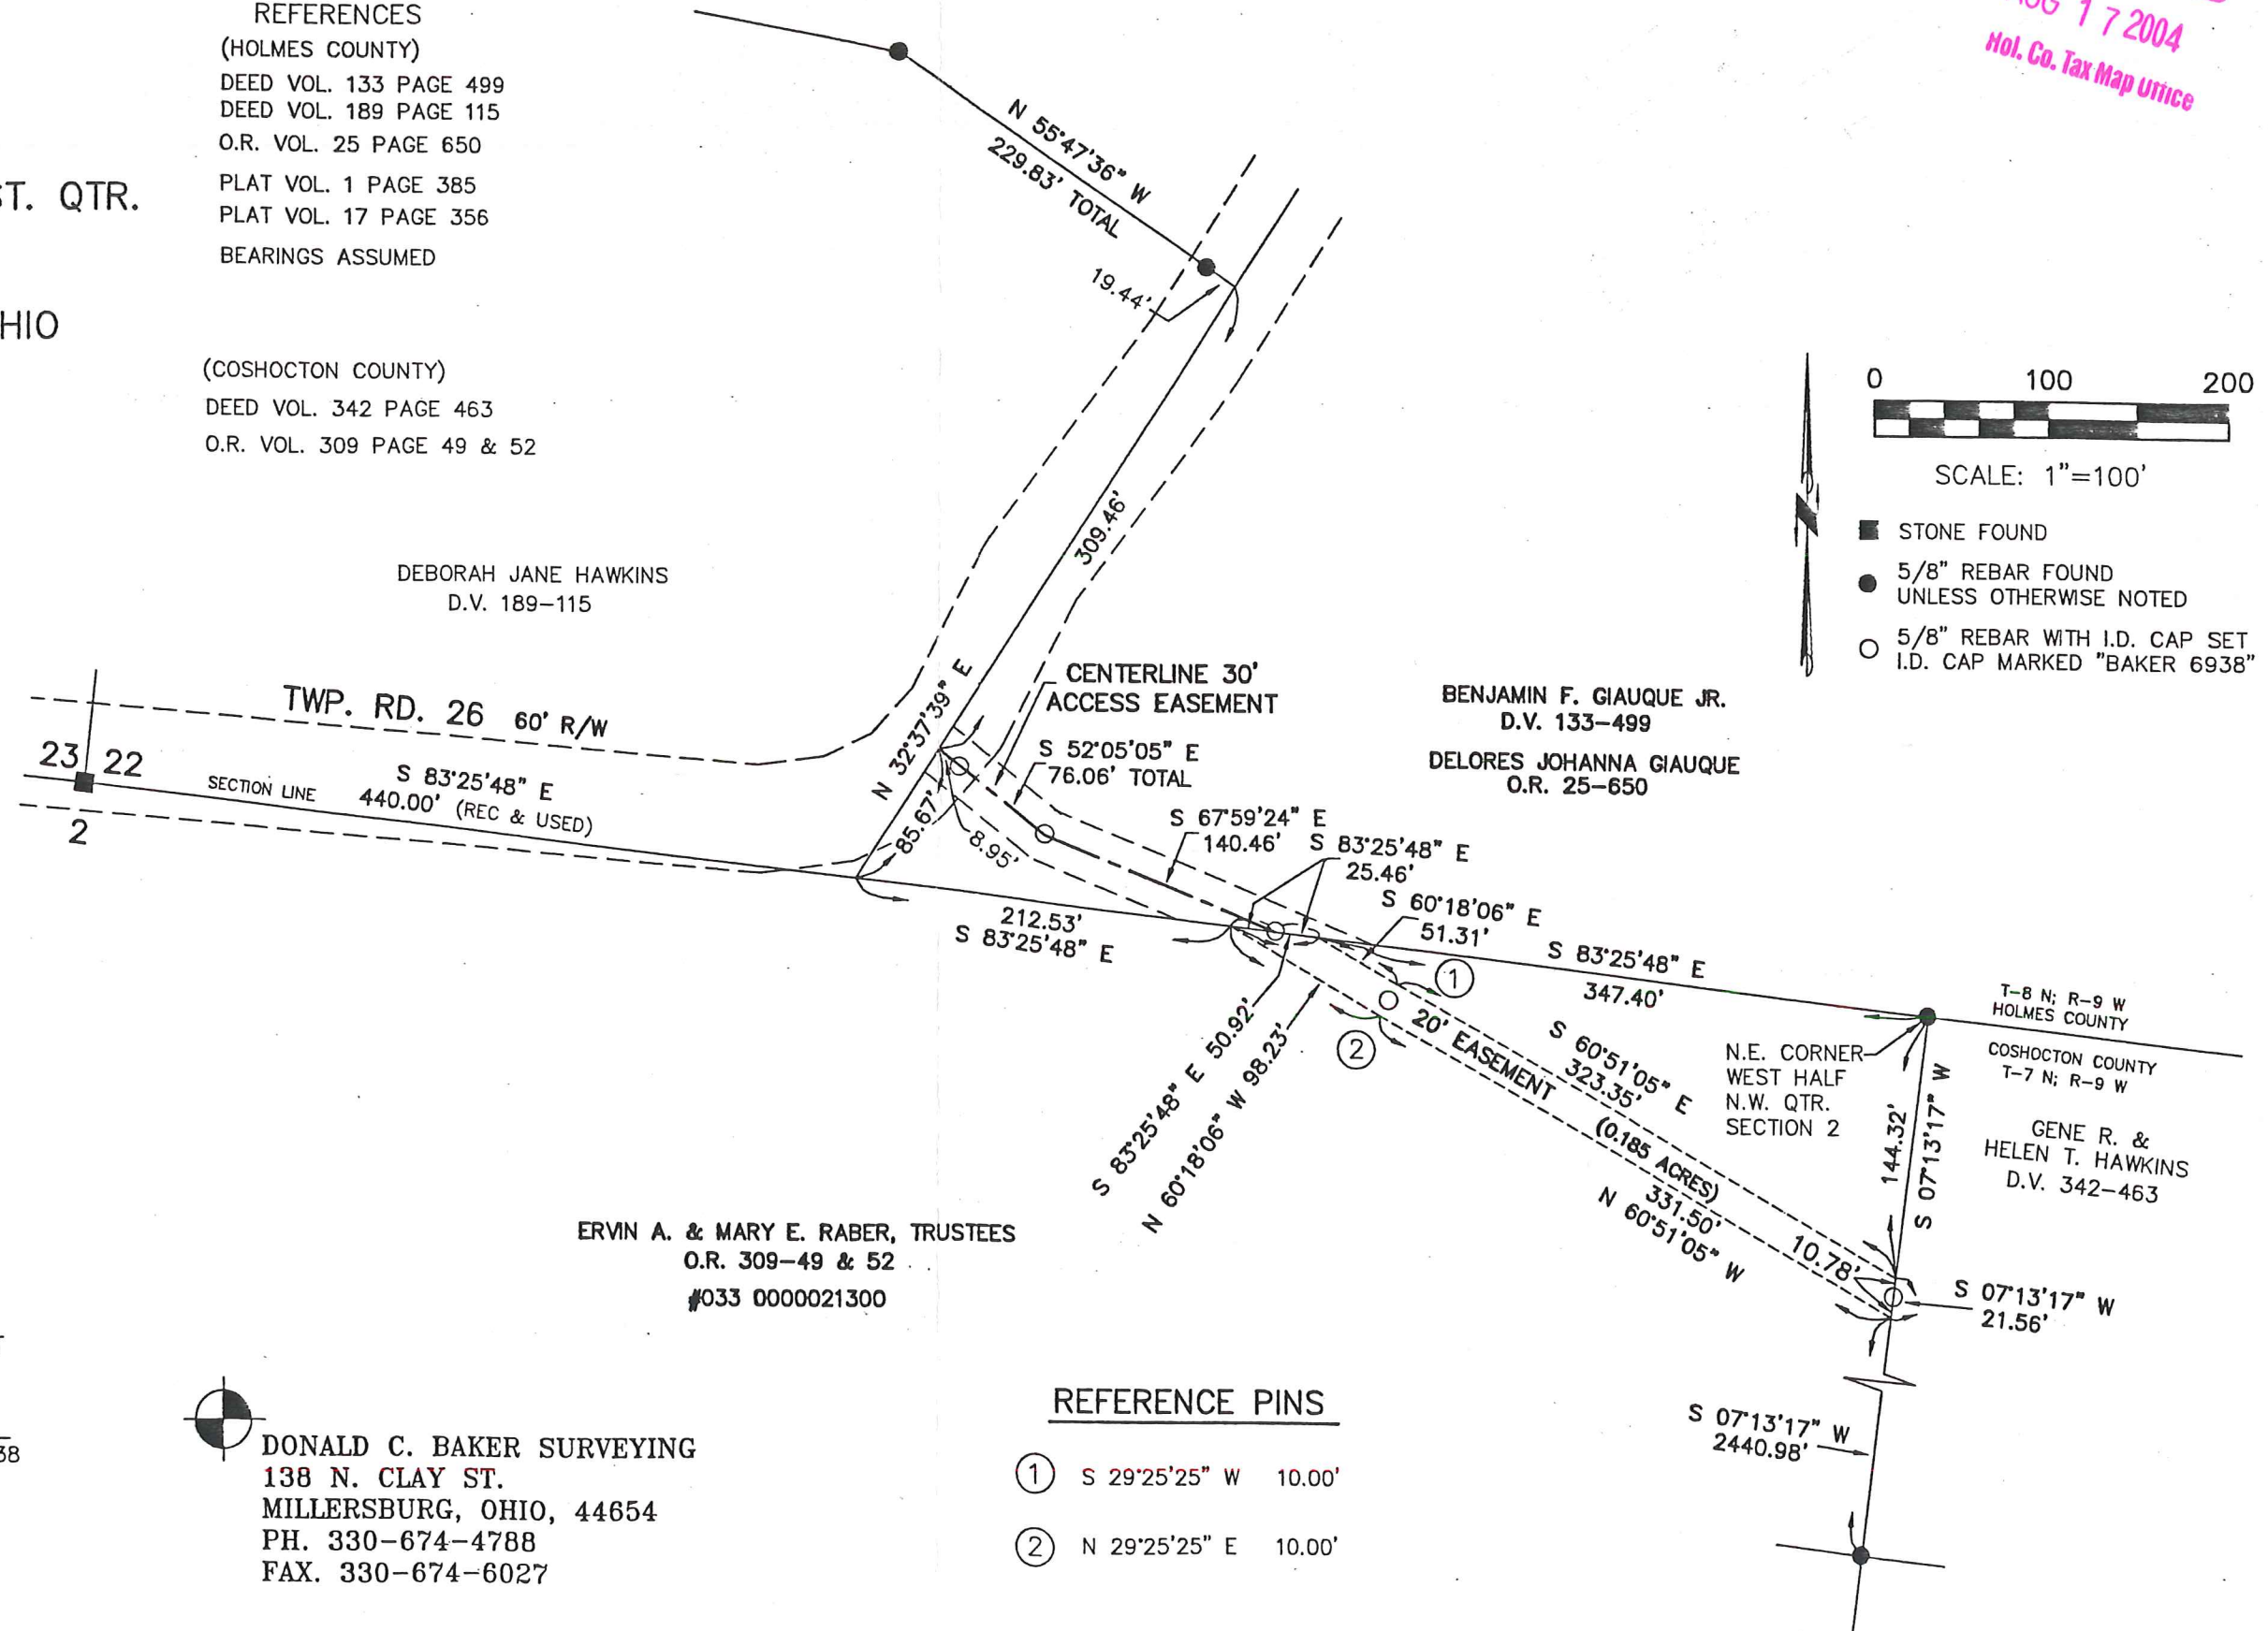 REFERENCES
(HOLMES COUNTY)
DEED VOL. 133 PAGE 499
DEED VOL. 189 PAGE 115
O.R. VOL. 25 PAGE 650
PLAT VOL. 1 PAGE 385
PLAT VOL. 17 PAGE 356
BEARINGS ASSUMED
T. QTR.
HIO
(COSHOCTON COUNTY)
DEED VOL. 342 PAGE 463
O.R. VOL. 309 PAGE 49 & 52
17 2004
Hol. Co. Tax Map Office
N 55°47'36" W
229.83' TOTAL
19.44'
309.46'
N 32°37'39" E
0 100 200
SCALE: 1"=100'
STONE FOUND
5/8" REBAR FOUND
UNLESS OTHERWISE NOTED
5/8" REBAR WITH I.D. CAP SET
I.D. CAP MARKED "BAKER 6938"
DEBORAH JANE HAWKINS
D.V. 189-115
TWP. RD. 26 60' R/W
23 22
2
SECTION LINE
S 83°25'48" E
440.00' (REC & USED)
CENTERLINE 30'
ACCESS EASEMENT
S 52°05'05" E
76.06' TOTAL
85.67'
8.95'
S 67°59'24" E
140.46'
S 83°25'48" E
25.46'
S 60°18'06" E
51.31'
BENJAMIN F. GIAUQUE JR.
D.V. 133-499
DELORES JOHANNA GIAUQUE
O.R. 25-650
212.53'
S 83°25'48" E
S 83°25'48" E
347.40'
1
2
S 83°25'48" E 50.92'
N 60°18'06" W 98.23'
20' EASEMENT
(0.185 ACRES)
S 60°51'05" E
323.35'
331.50'
N 60°51'05" W
10.78'
N.E. CORNER
WEST HALF
N.W. QTR.
SECTION 2
T-8 N; R-9 W
HOLMES COUNTY
COSHOCTON COUNTY
T-7 N; R-9 W
144.32'
S 07°13'17" W
GENE R. &
HELEN T. HAWKINS
D.V. 342-463
S 07°13'17" W
21.56'
S 07°13'17" W
2440.98'
ERVIN A. & MARY E. RABER, TRUSTEES
O.R. 309-49 & 52
#033 0000021300
38
DONALD C. BAKER SURVEYING
138 N. CLAY ST.
MILLERSBURG, OHIO, 44654
PH. 330-674-4788
FAX. 330-674-6027
REFERENCE PINS
1 S 29°25'25" W 10.00'
2 N 29°25'25" E 10.00'